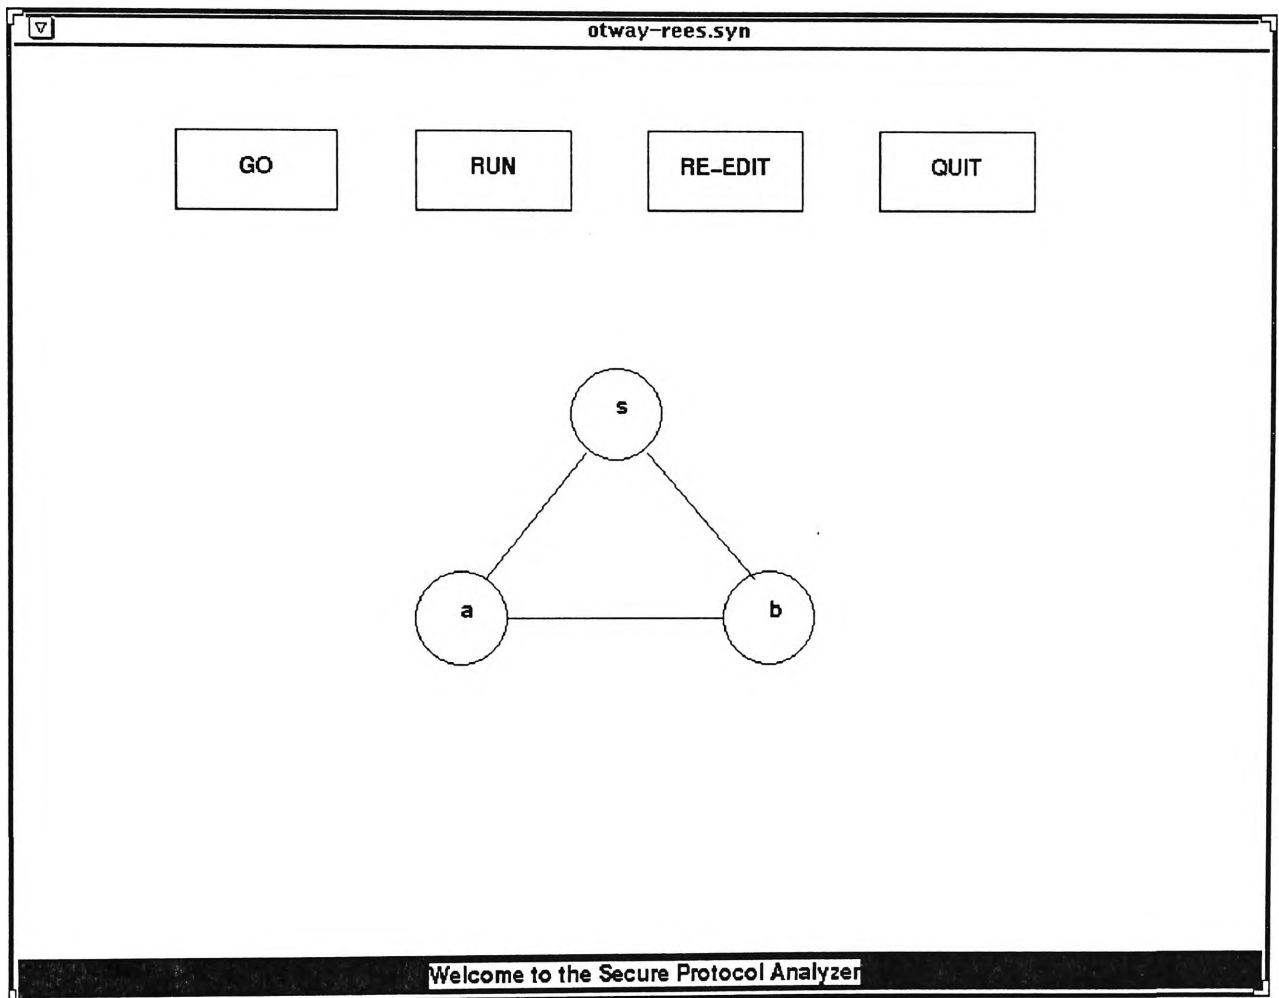 otway-rees.syn
GO
RUN
RE-EDIT
QUIT
s
a
b
Welcome to the Secure Protocol Analyzer